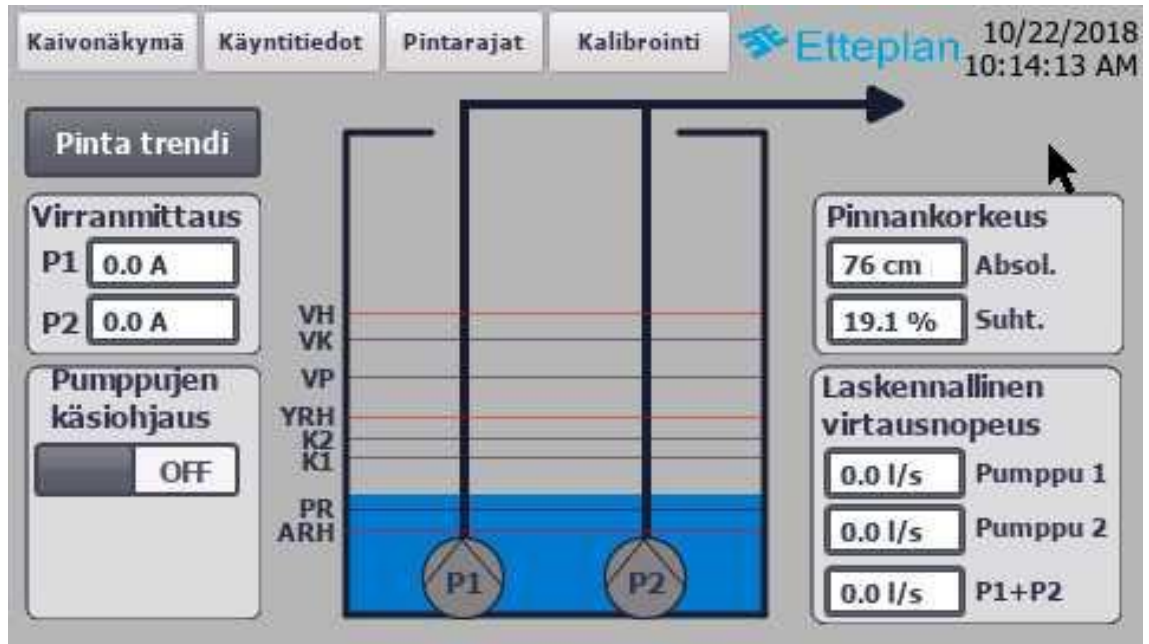 Kaivonäkymä Käyntitiedot Pintarajat Kalibrointi Etteplan 10/22/2018
10:14:13 AM
Pinta trendi
Virranmittaus
P1 0.0 A
P2 0.0 A
Pumppujen
käsiohjaus
OFF
VH
VK
VP
YRH
K2
K1
PR
ARH
P1 P2
Pinnankorkeus
76 cm Absol.
19.1 % Suht.
Laskennallinen
virtausnopeus
0.0 l/s Pumppu 1
0.0 l/s Pumppu 2
0.0 l/s P1+P2